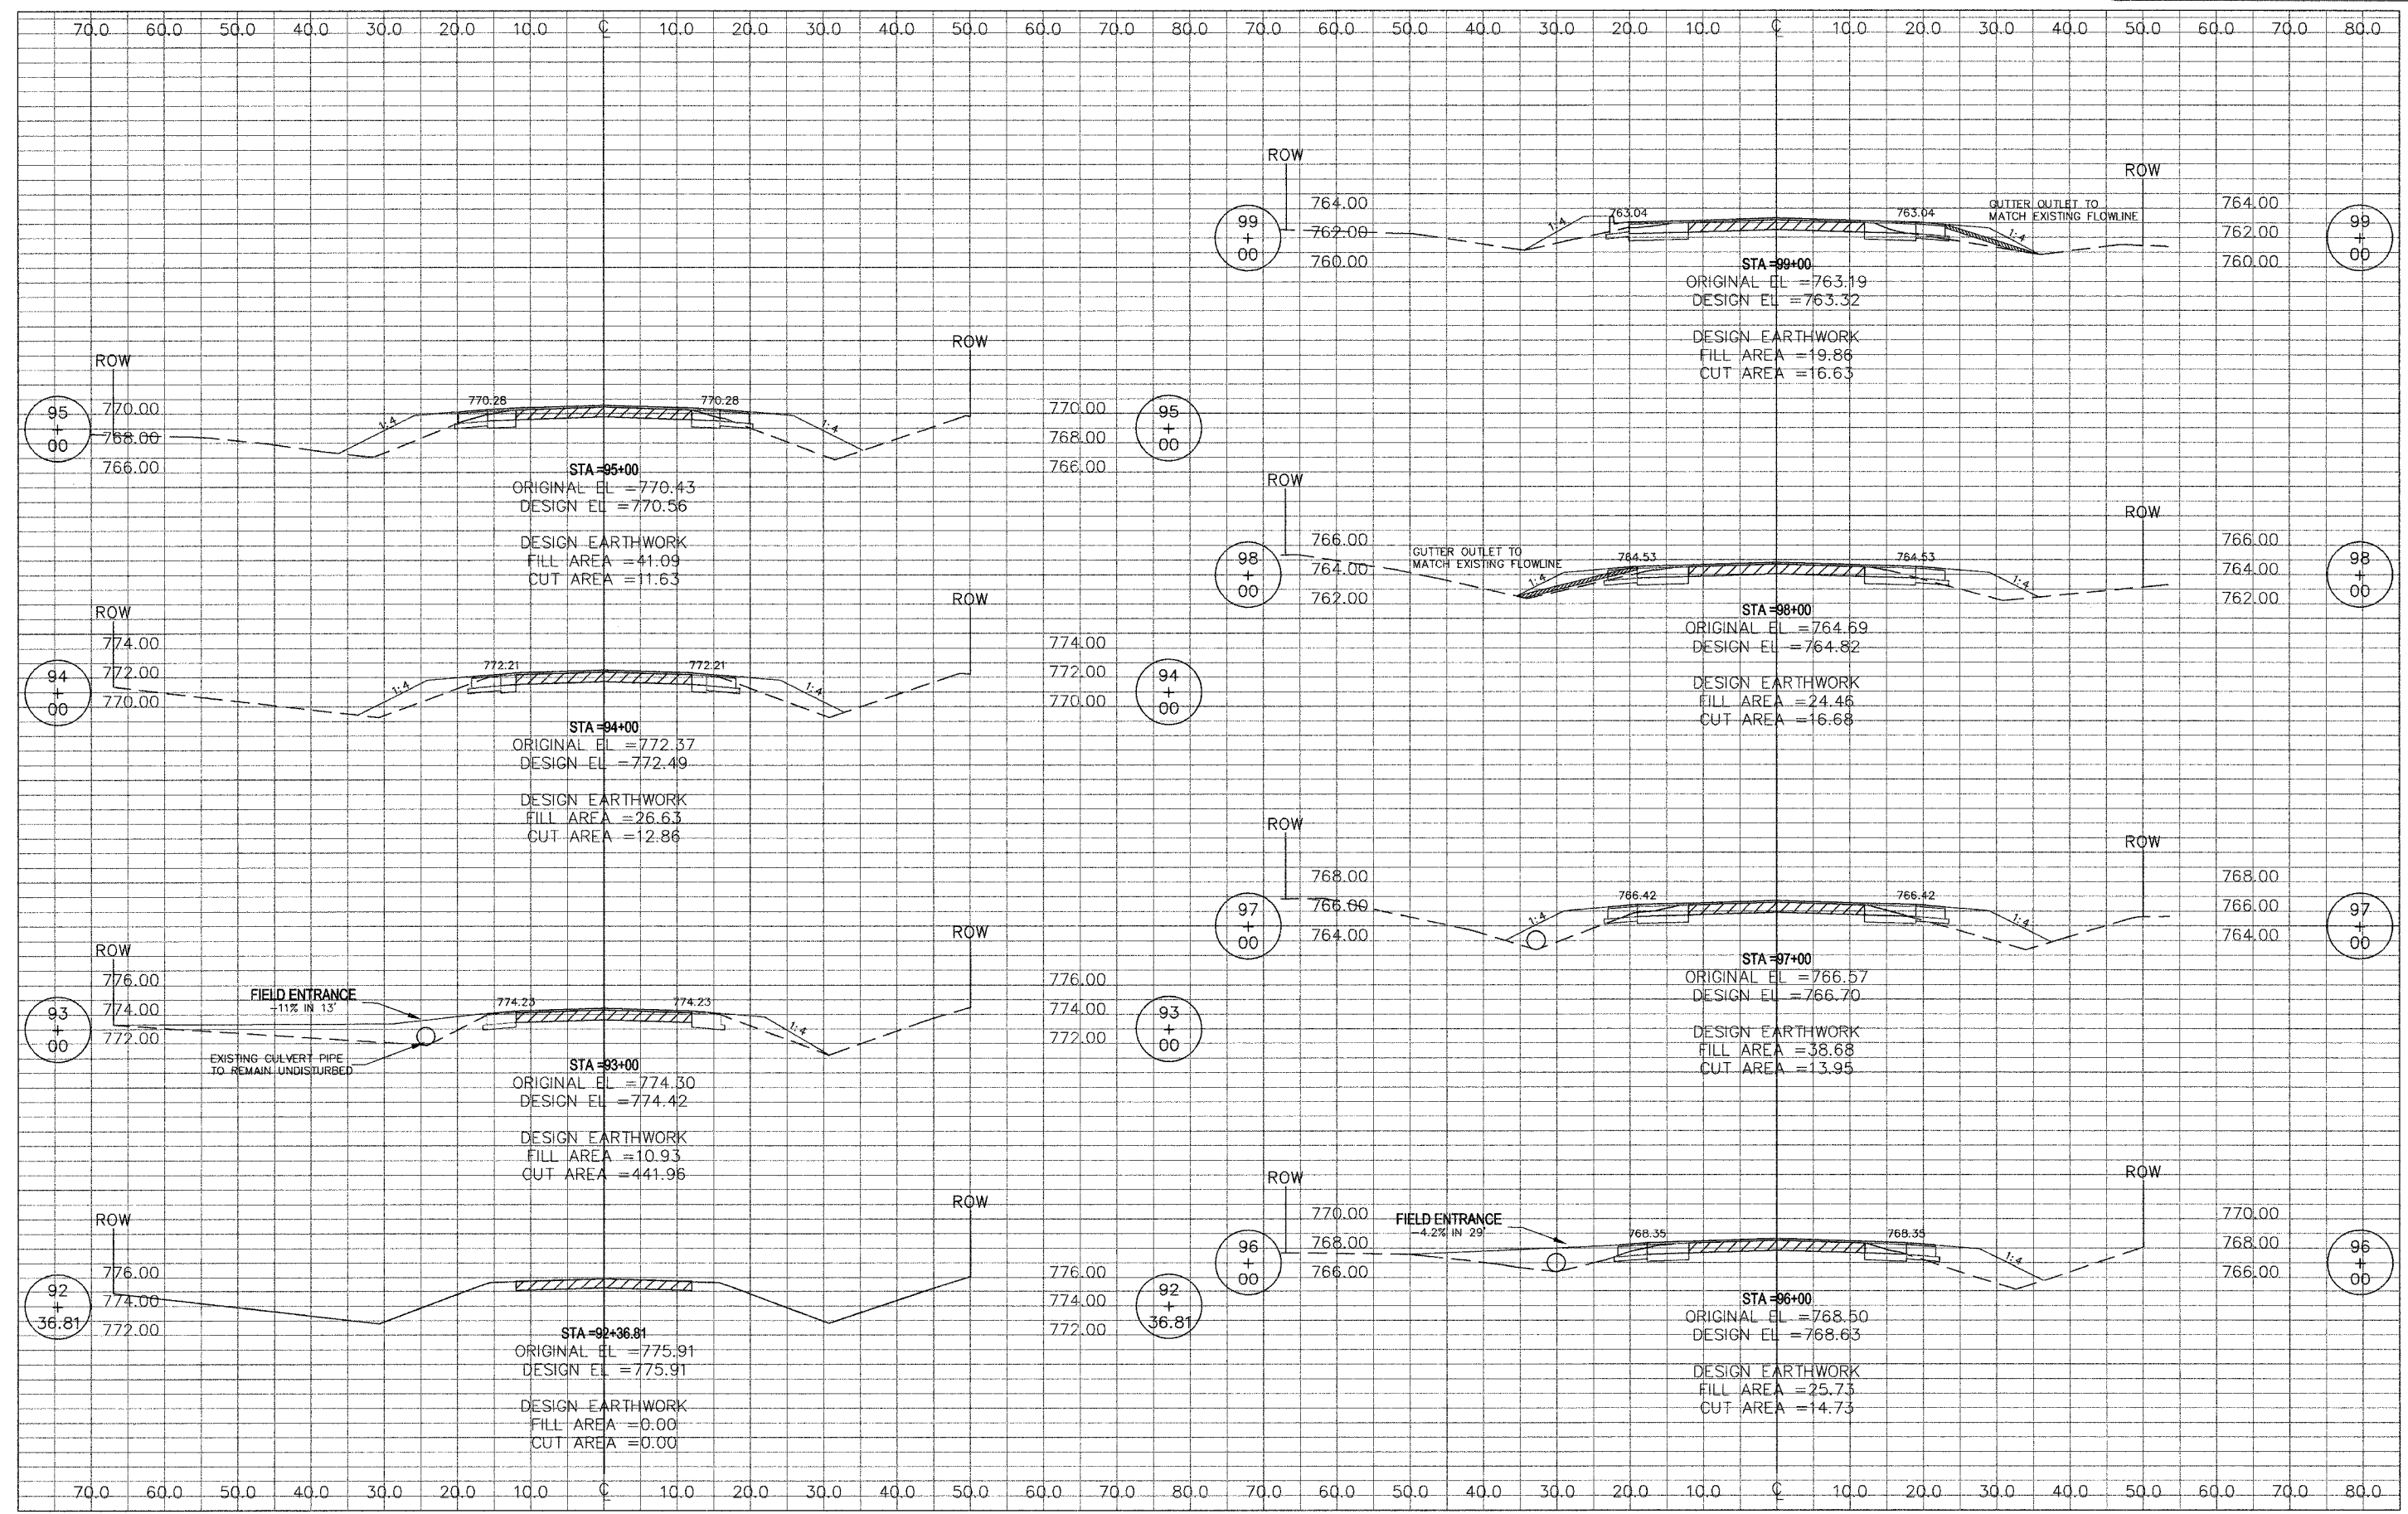 70.0 60.0 50.0 40.0 30.0 20.0 10.0 ℄ 10.0 20.0 30.0 40.0 50.0 60.0 70.0 80.0
70.0 60.0 50.0 40.0 30.0 20.0 10.0 ℄ 10.0 20.0 30.0 40.0 50.0 60.0 70.0 80.0
ROW
ROW
95
+
00
770.00
768.00
766.00
1:4
770.28
770.28
1:4
770.00
768.00
766.00
95
+
00
STA =95+00
ORIGINAL EL =770.43
DESIGN EL =770.56
DESIGN EARTHWORK
FILL AREA =41.09
CUT AREA =11.63
ROW
ROW
94
+
00
774.00
772.00
770.00
1:4
772.21
772.21
1:4
774.00
772.00
770.00
94
+
00
STA =94+00
ORIGINAL EL =772.37
DESIGN EL =772.49
DESIGN EARTHWORK
FILL AREA =26.63
CUT AREA =12.86
ROW
ROW
93
+
00
776.00
774.00
772.00
FIELD ENTRANCE
-11% IN 13'
EXISTING CULVERT PIPE
TO REMAIN UNDISTURBED
774.23
774.23
1:4
776.00
774.00
772.00
93
+
00
STA =93+00
ORIGINAL EL =774.30
DESIGN EL =774.42
DESIGN EARTHWORK
FILL AREA =10.93
CUT AREA =441.96
ROW
ROW
92
+
36.81
776.00
774.00
772.00
776.00
774.00
772.00
92
+
36.81
STA =92+36.81
ORIGINAL EL =775.91
DESIGN EL =775.91
DESIGN EARTHWORK
FILL AREA =0.00
CUT AREA =0.00
ROW
ROW
99
+
00
764.00
762.00
760.00
1:4
763.04
763.04
GUTTER OUTLET TO
MATCH EXISTING FLOWLINE
1:4
764.00
762.00
760.00
99
+
00
STA =99+00
ORIGINAL EL =763.19
DESIGN EL =763.32
DESIGN EARTHWORK
FILL AREA =19.86
CUT AREA =16.63
ROW
ROW
98
+
00
766.00
764.00
762.00
GUTTER OUTLET TO
MATCH EXISTING FLOWLINE
1:4
764.53
764.53
1:4
766.00
764.00
762.00
98
+
00
STA =98+00
ORIGINAL EL =764.69
DESIGN EL =764.82
DESIGN EARTHWORK
FILL AREA =24.46
CUT AREA =16.68
ROW
ROW
97
+
00
768.00
766.00
764.00
1:4
766.42
766.42
1:4
768.00
766.00
764.00
97
+
00
STA =97+00
ORIGINAL EL =766.57
DESIGN EL =766.70
DESIGN EARTHWORK
FILL AREA =38.68
CUT AREA =13.95
ROW
ROW
96
+
00
770.00
768.00
766.00
FIELD ENTRANCE
-4.2% IN 29'
768.35
768.35
1:4
770.00
768.00
766.00
96
+
00
STA =96+00
ORIGINAL EL =768.50
DESIGN EL =768.63
DESIGN EARTHWORK
FILL AREA =25.73
CUT AREA =14.73
70.0 60.0 50.0 40.0 30.0 20.0 10.0 ℄ 10.0 20.0 30.0 40.0 50.0 60.0 70.0 80.0
70.0 60.0 50.0 40.0 30.0 20.0 10.0 ℄ 10.0 20.0 30.0 40.0 50.0 60.0 70.0 80.0